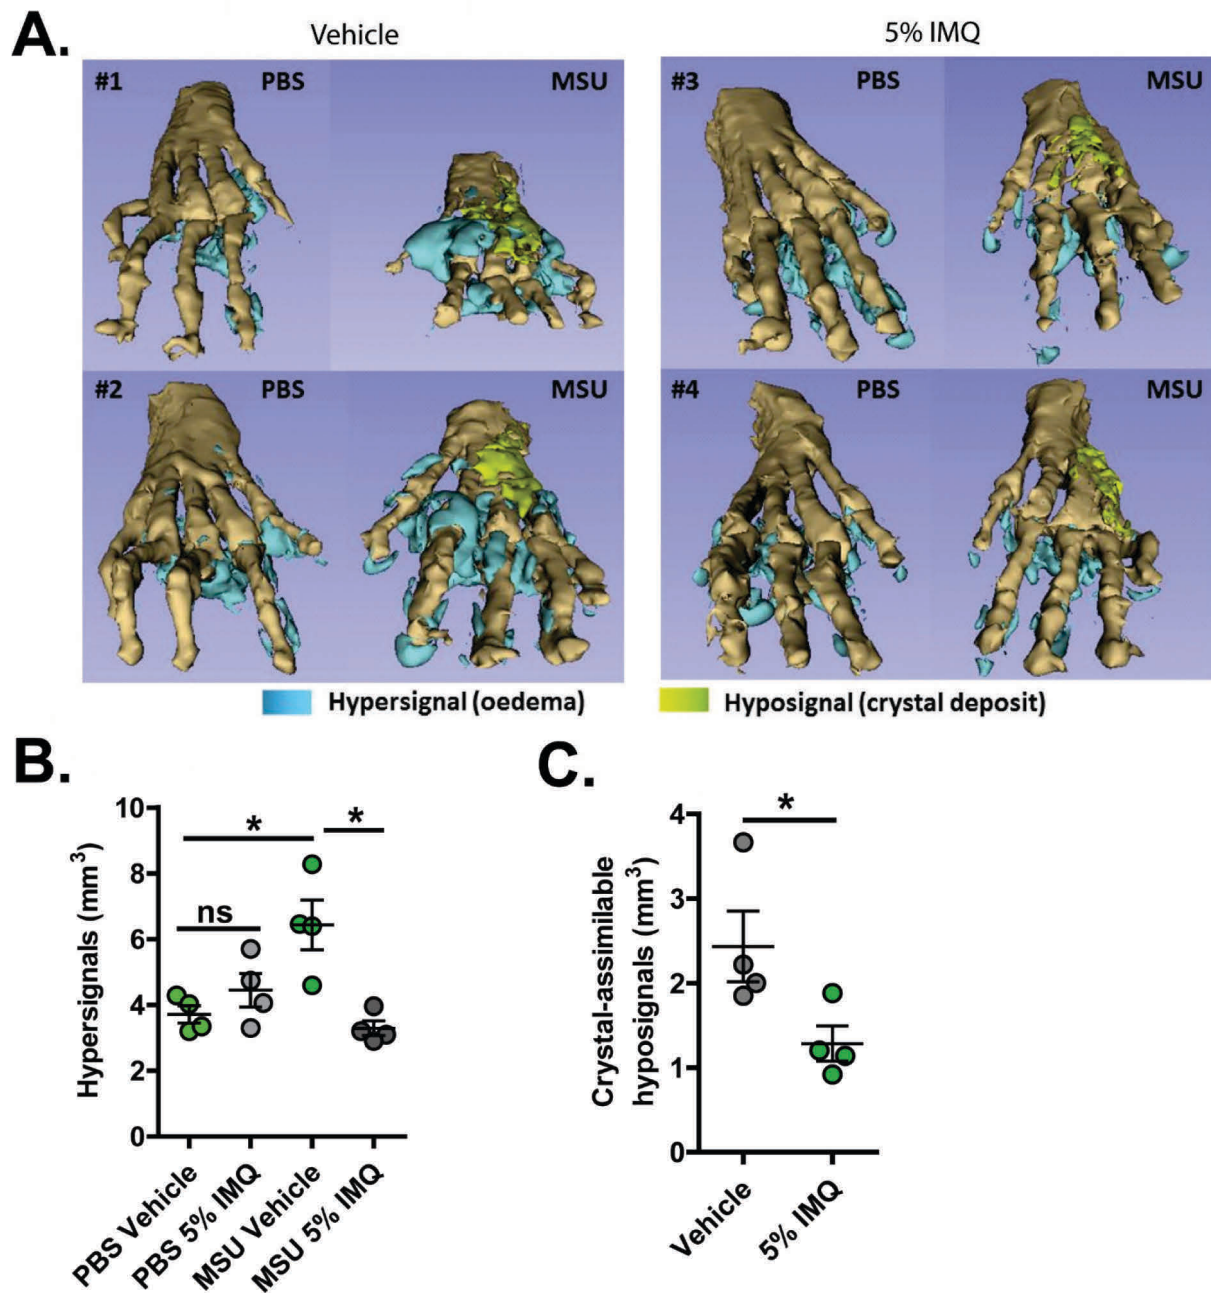 A.
Vehicle
5% IMQ
#1 PBS MSU
#3 PBS MSU
#2 PBS MSU
#4 PBS MSU
Hypersignal (oedema)
Hyposignal (crystal deposit)
B.
Hypersignals (mm³)
10
8
6
4
2
0
ns
*
*
PBS Vehicle
PBS 5% IMQ
MSU Vehicle
MSU 5% IMQ
C.
Crystal-assimilable
hyposignals (mm³)
4
3
2
1
0
*
Vehicle
5% IMQ